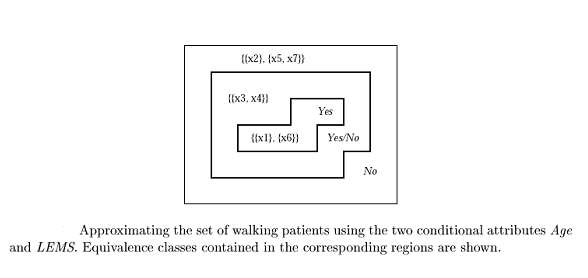 {{x2}, {x5, x7}}
{{x3, x4}}
Yes
{{x1}, {x6}}
Yes/No
No
Approximating the set of walking patients using the two conditional attributes Age
and LEMS. Equivalence classes contained in the corresponding regions are shown.